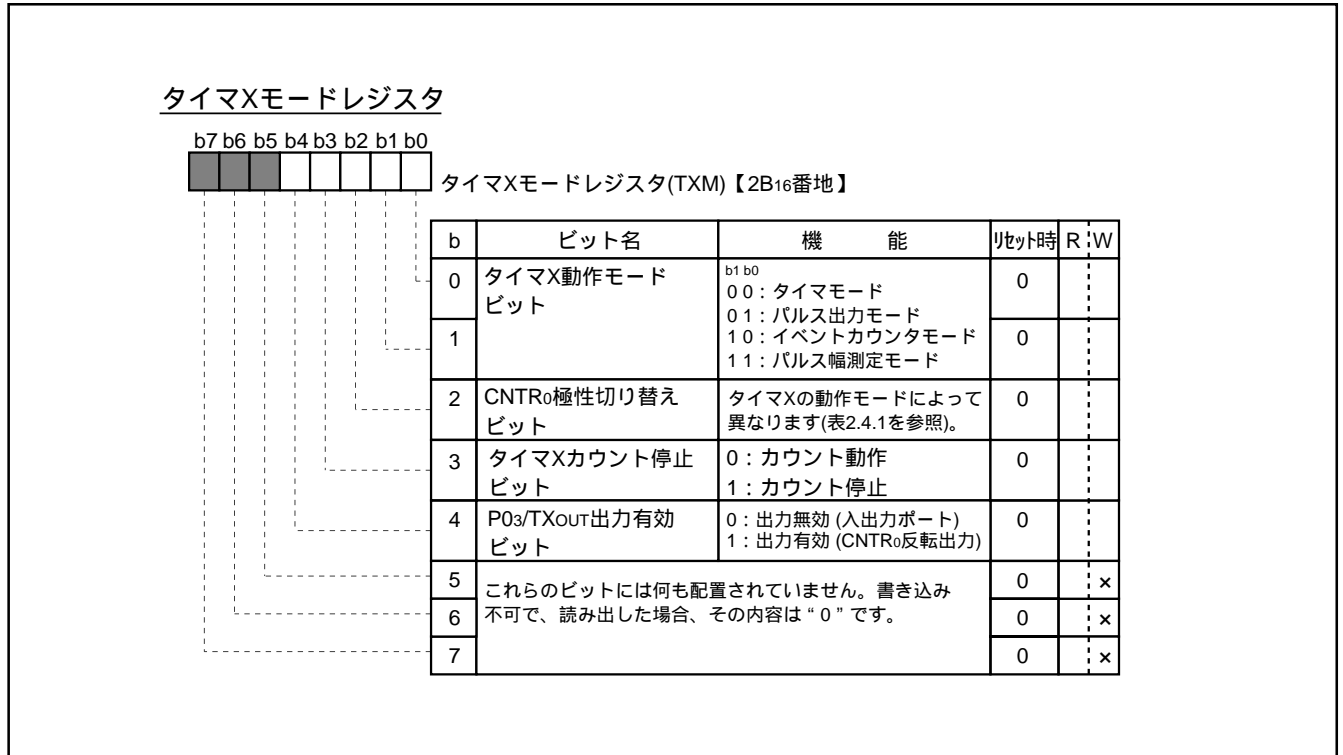 タイマXモードレジスタ
b7 b6 b5 b4 b3 b2 b1 b0
タイマXモードレジスタ(TXM)【2B16番地】
b ビット名 機 能 リセット時 R W
0 タイマX動作モード
ビット
b1 b0
0 0：タイマモード
0 1：パルス出力モード
1 0：イベントカウンタモード
1 1：パルス幅測定モード
0
1
0
2 CNTR0極性切り替え
ビット
タイマXの動作モードによって
異なります(表2.4.1を参照)。
0
3 タイマXカウント停止
ビット
0：カウント動作
1：カウント停止
0
4 P03/TXOUT出力有効
ビット
0：出力無効 (入出力ポート)
1：出力有効 (CNTR0反転出力)
0
5 0 ×
これらのビットには何も配置されていません。書き込み
不可で、読み出した場合、その内容は“0”です。
6 0 ×
7 0 ×